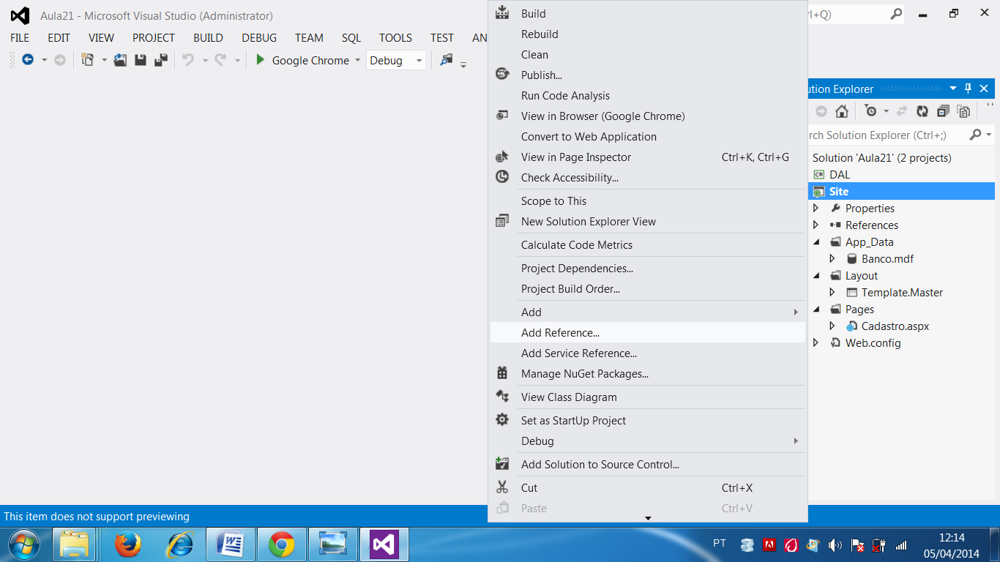 Aula21 - Microsoft Visual Studio (Administrator)
FILE EDIT VIEW PROJECT BUILD DEBUG TEAM SQL TOOLS TEST AN
Google Chrome Debug
Build
Rebuild
Clean
Publish...
Run Code Analysis
View in Browser (Google Chrome)
Convert to Web Application
View in Page Inspector Ctrl+K, Ctrl+G
Check Accessibility...
Scope to This
New Solution Explorer View
Calculate Code Metrics
Project Dependencies...
Project Build Order...
Add
Add Reference...
Add Service Reference...
Manage NuGet Packages...
View Class Diagram
Set as StartUp Project
Debug
Add Solution to Source Control...
Cut Ctrl+X
Paste Ctrl+V
rl+Q)
ution Explorer
rch Solution Explorer (Ctrl+;)
Solution 'Aula21' (2 projects)
DAL
Site
Properties
References
App_Data
Banco.mdf
Layout
Template.Master
Pages
Cadastro.aspx
Web.config
This item does not support previewing
PT
12:14
05/04/2014